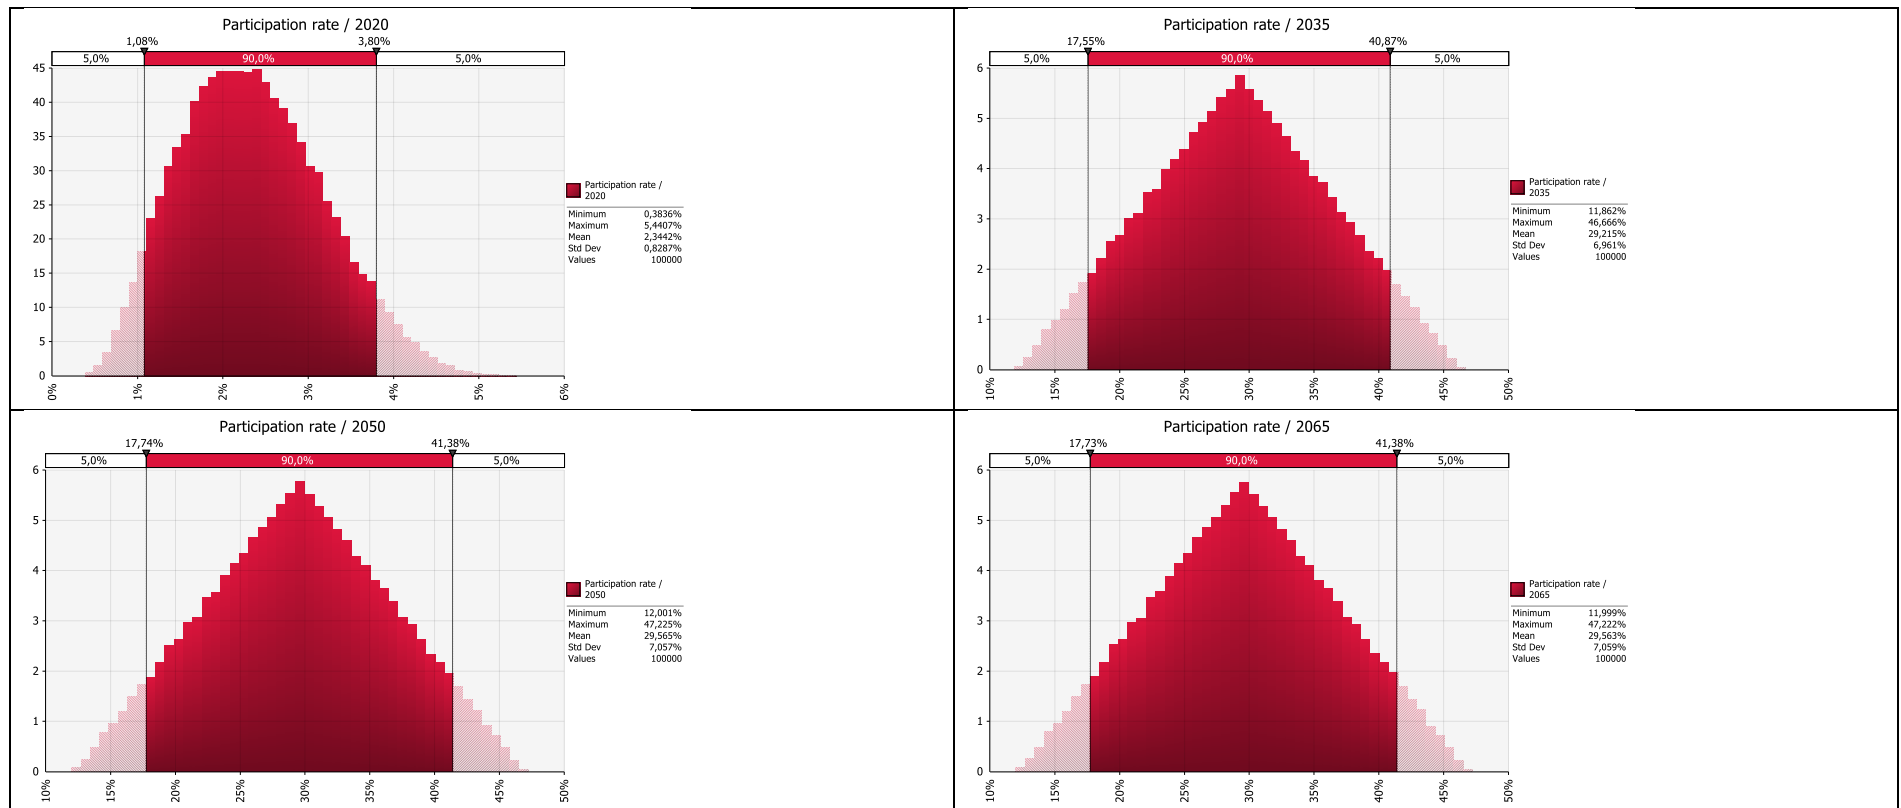 Participation rate / 2020
1,08% 3,80%
5,0% 90,0% 5,0%
45
40
35
30
25
20
15
10
5
0
0% 1% 2% 3% 4% 5% 6%
Participation rate /
2020
Minimum 0,3836%
Maximum 5,4407%
Mean 2,3442%
Std Dev 0,8287%
Values 100000
Participation rate / 2035
17,55% 40,87%
5,0% 90,0% 5,0%
6
5
4
3
2
1
0
10% 15% 20% 25% 30% 35% 40% 45% 50%
Participation rate /
2035
Minimum 11,862%
Maximum 46,666%
Mean 29,215%
Std Dev 6,961%
Values 100000
Participation rate / 2050
17,74% 41,38%
5,0% 90,0% 5,0%
6
5
4
3
2
1
0
10% 15% 20% 25% 30% 35% 40% 45% 50%
Participation rate /
2050
Minimum 12,001%
Maximum 47,225%
Mean 29,565%
Std Dev 7,057%
Values 100000
Participation rate / 2065
17,73% 41,38%
5,0% 90,0% 5,0%
6
5
4
3
2
1
0
10% 15% 20% 25% 30% 35% 40% 45% 50%
Participation rate /
2065
Minimum 11,999%
Maximum 47,222%
Mean 29,563%
Std Dev 7,059%
Values 100000